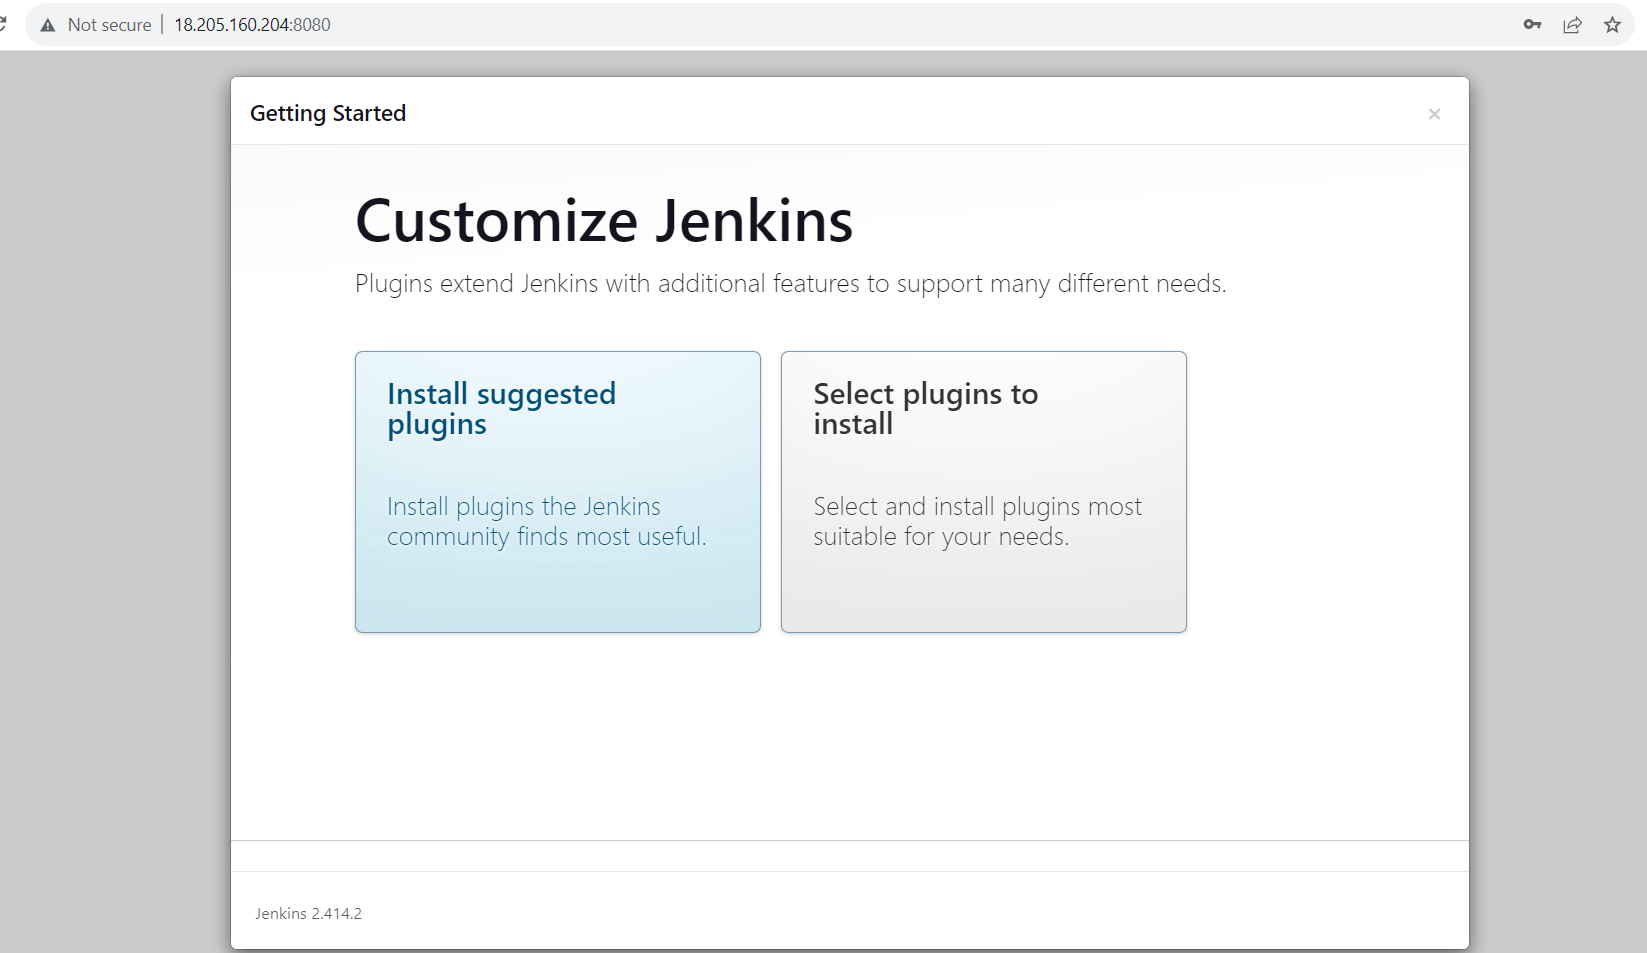 Not secure | 18.205.160.204:8080
Getting Started
×
Customize Jenkins
Plugins extend Jenkins with additional features to support many different needs.
Install suggested
plugins
Install plugins the Jenkins
community finds most useful.
Select plugins to
install
Select and install plugins most
suitable for your needs.
Jenkins 2.414.2